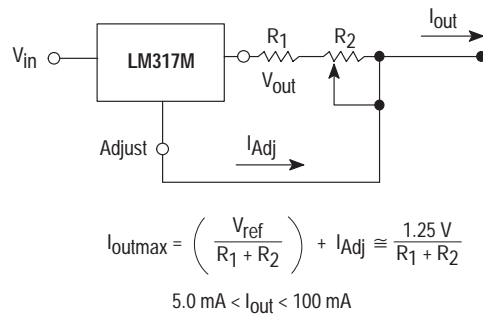 I_out
R_1 R_2
V_in LM317M
V_out
I_Adj
Adjust
I_outmax = ( V_ref / R_1 + R_2 ) + I_Adj ≅ 1.25 V / R_1 + R_2
5.0 mA < I_out < 100 mA